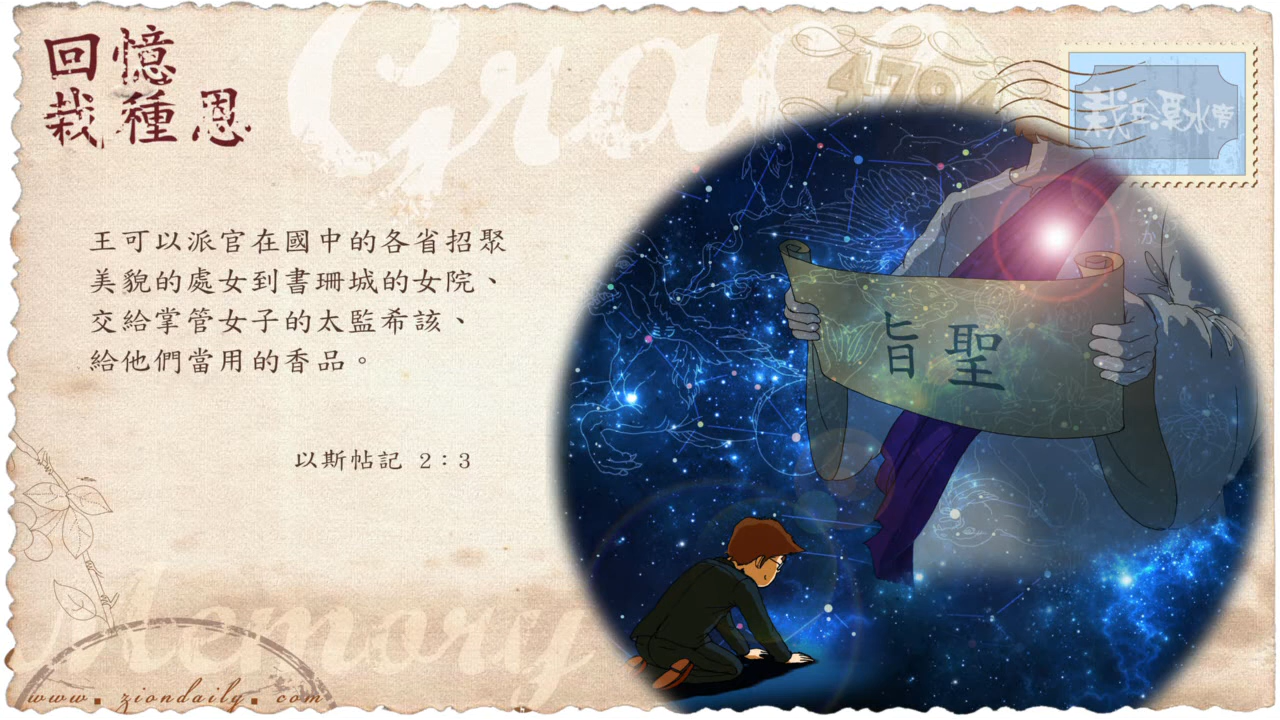 回憶
栽種恩
Grac
4794
王可以派官在國中的各省招聚
美貌的處女到書珊城的女院、
交給掌管女子的太監希該、
給他們當用的香品。
以斯帖記 2：3
旨聖
Memory
www.ziondaily.com